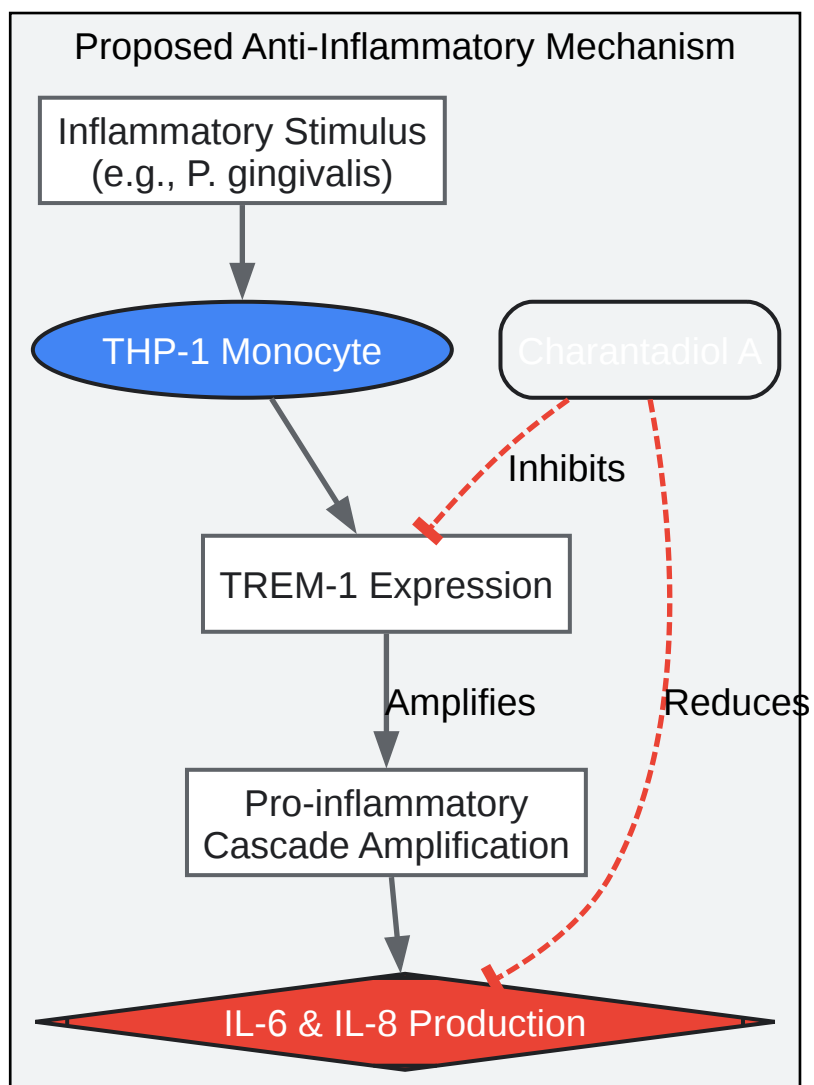 Proposed Anti-Inflammatory Mechanism
Inflammatory Stimulus
(e.g., P. gingivalis)
THP-1 Monocyte
Charantadiol A
Inhibits
TREM-1 Expression
Amplifies
Reduces
Pro-inflammatory
Cascade Amplification
IL-6 & IL-8 Production